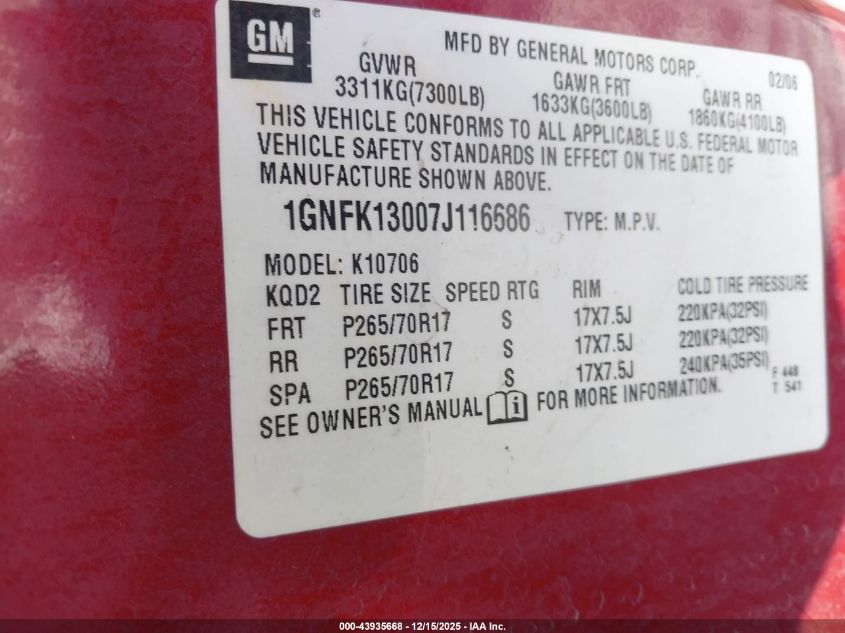 GM®
MFD BY GENERAL MOTORS CORP.
02/06
GVWR GAWR FRT GAWR RR
3311KG(7300LB) 1633KG(3600LB) 1860KG(4100LB)
THIS VEHICLE CONFORMS TO ALL APPLICABLE U.S. FEDERAL MOTOR
VEHICLE SAFETY STANDARDS IN EFFECT ON THE DATE OF
MANUFACTURE SHOWN ABOVE.
1GNFK13007J116686 TYPE: M.P.V.
MODEL: K10706
KQD2 TIRE SIZE SPEED RTG RIM COLD TIRE PRESSURE
FRT P265/70R17 S 17X7.5J 220KPA(32PSI)
RR P265/70R17 S 17X7.5J 220KPA(32PSI)
SPA P265/70R17 S 17X7.5J 240KPA(35PSI)
F 448
T 541
SEE OWNER'S MANUAL FOR MORE INFORMATION.
000-43935668 - 12/15/2025 - IAA Inc.